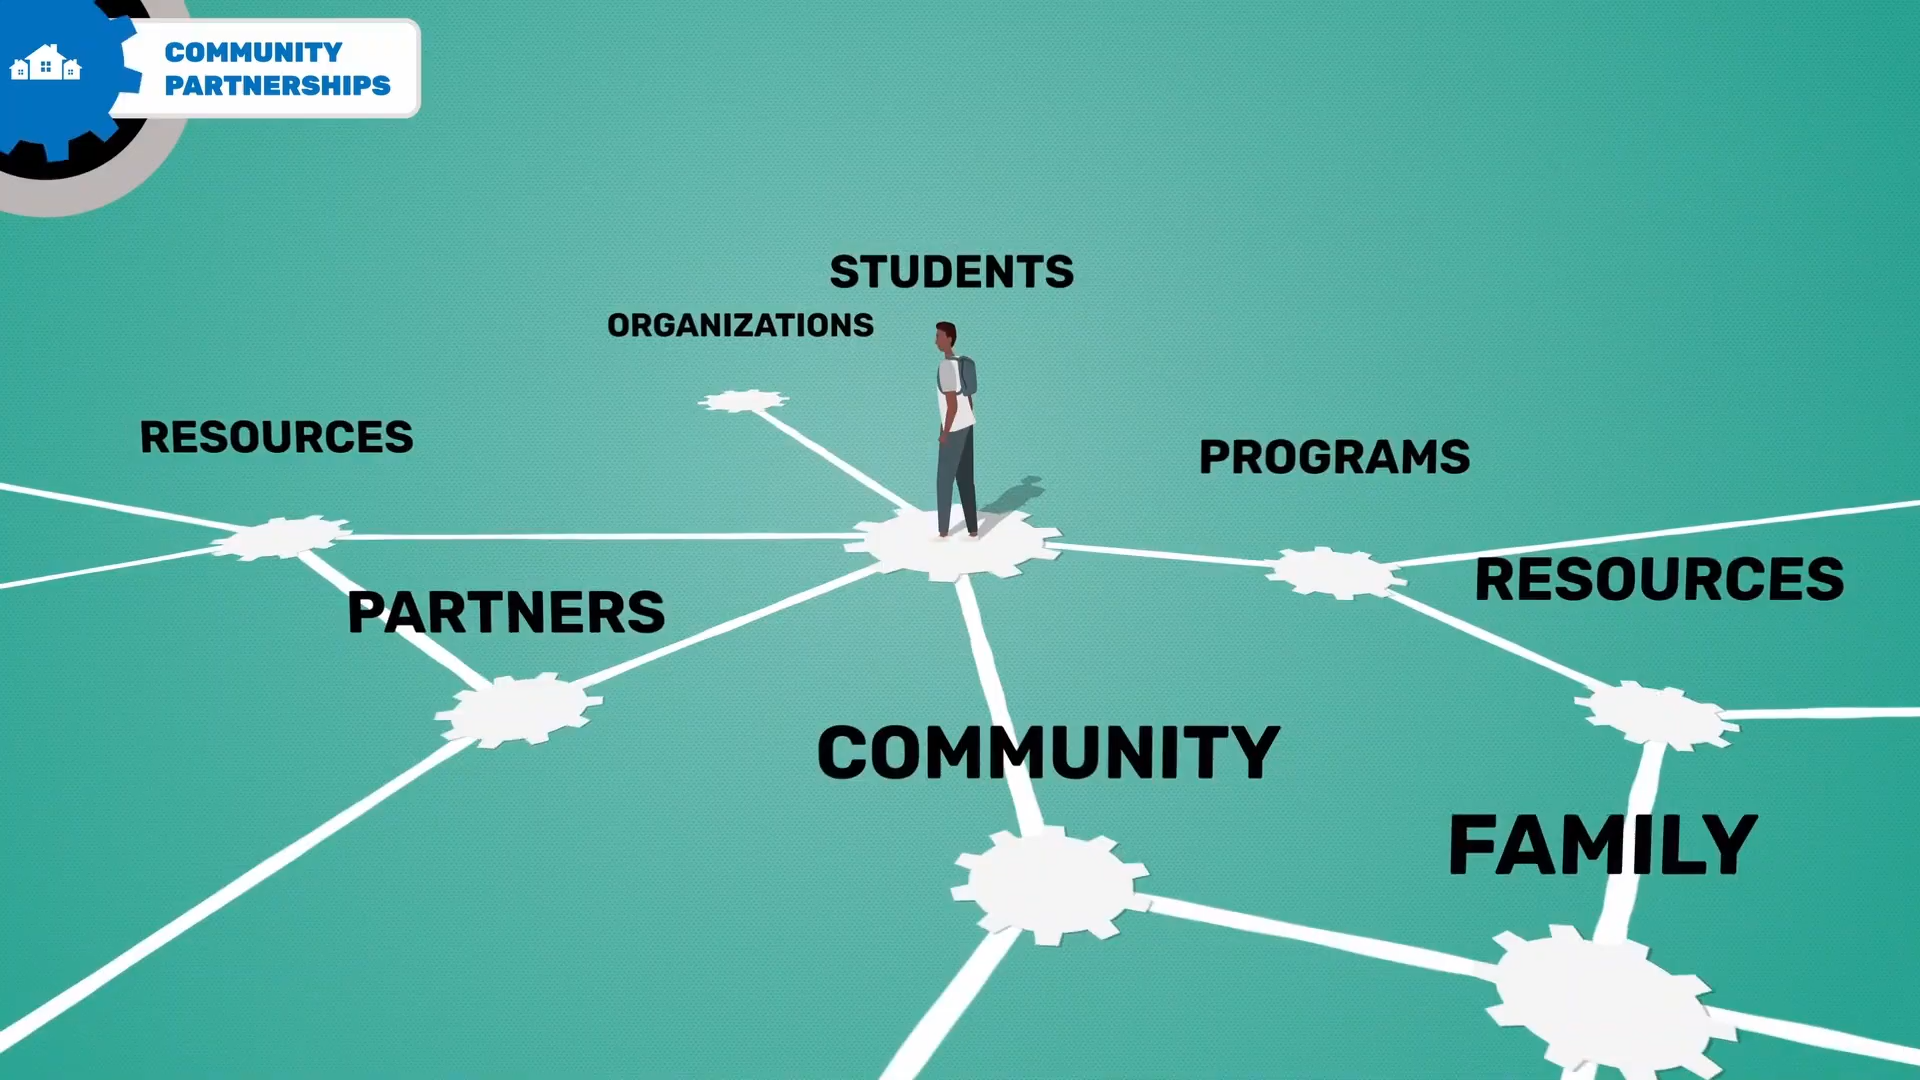 COMMUNITY
PARTNERSHIPS
STUDENTS
ORGANIZATIONS
RESOURCES
PROGRAMS
RESOURCES
PARTNERS
COMMUNITY
FAMILY